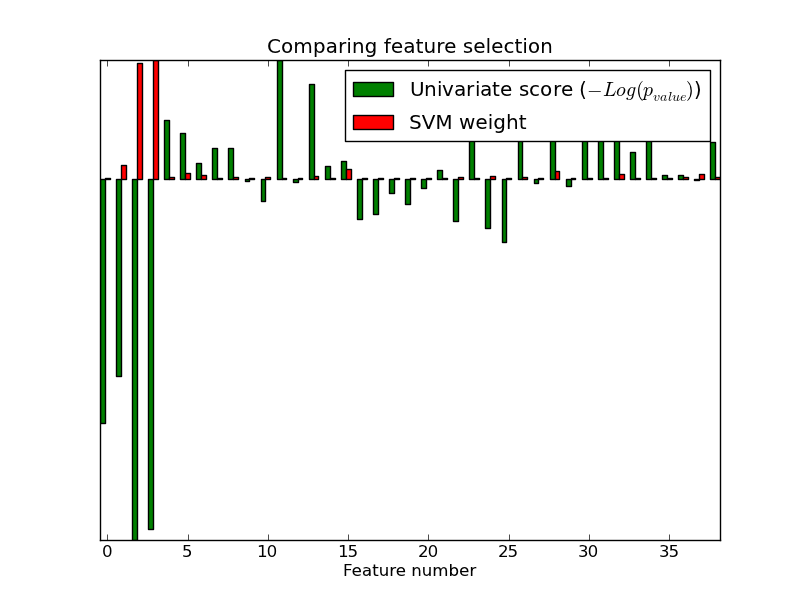 Comparing feature selection
Univariate score (−Log(p_value))
SVM weight
0 5 10 15 20 25 30 35
Feature number